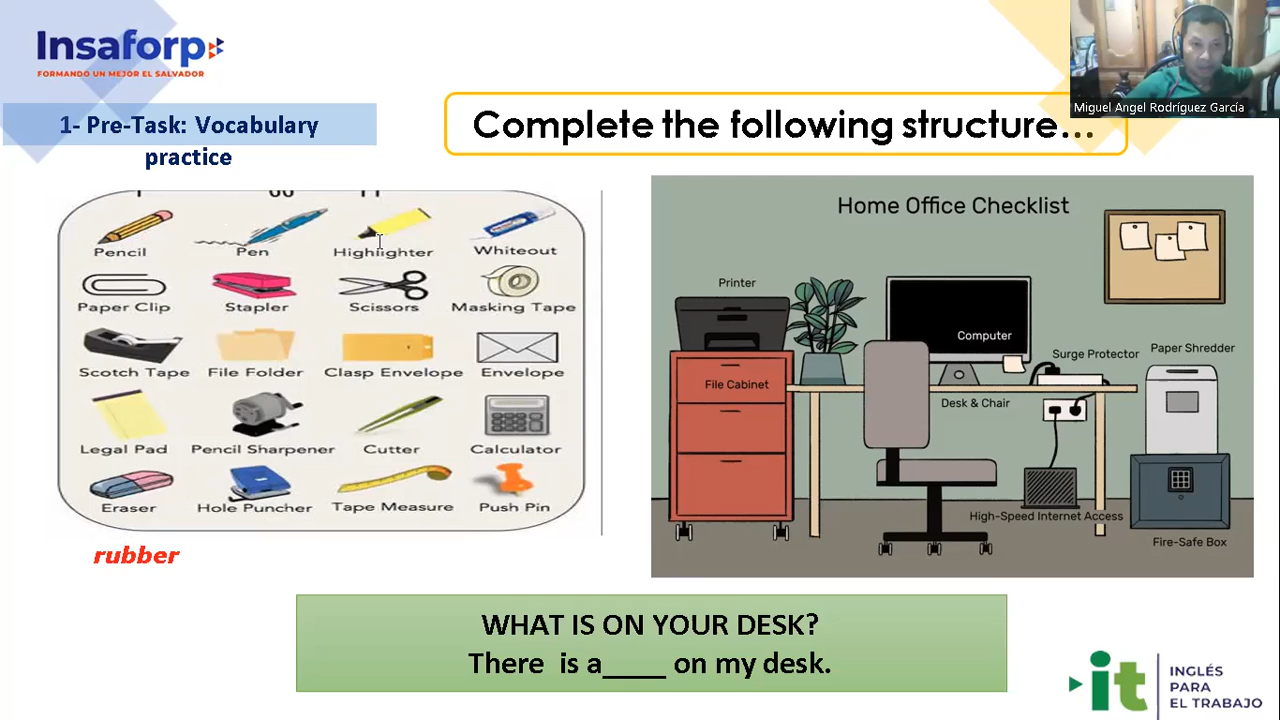 Insaforp
FORMANDO UN MEJOR EL SALVADOR
Miguel Angel Rodríguez García
1- Pre-Task: Vocabulary
practice
Complete the following structure...
Pencil
Pen
Highlighter
Whiteout
Paper Clip
Stapler
Scissors
Masking Tape
Scotch Tape
File Folder
Clasp Envelope
Envelope
Legal Pad
Pencil Sharpener
Cutter
Calculator
Eraser
Hole Puncher
Tape Measure
Push Pin
rubber
Home Office Checklist
Printer
Computer
Surge Protector
Paper Shredder
File Cabinet
Desk & Chair
High-Speed Internet Access
Fire-Safe Box
WHAT IS ON YOUR DESK?
There is a_____ on my desk.
it
INGLÉS
PARA
EL TRABAJO